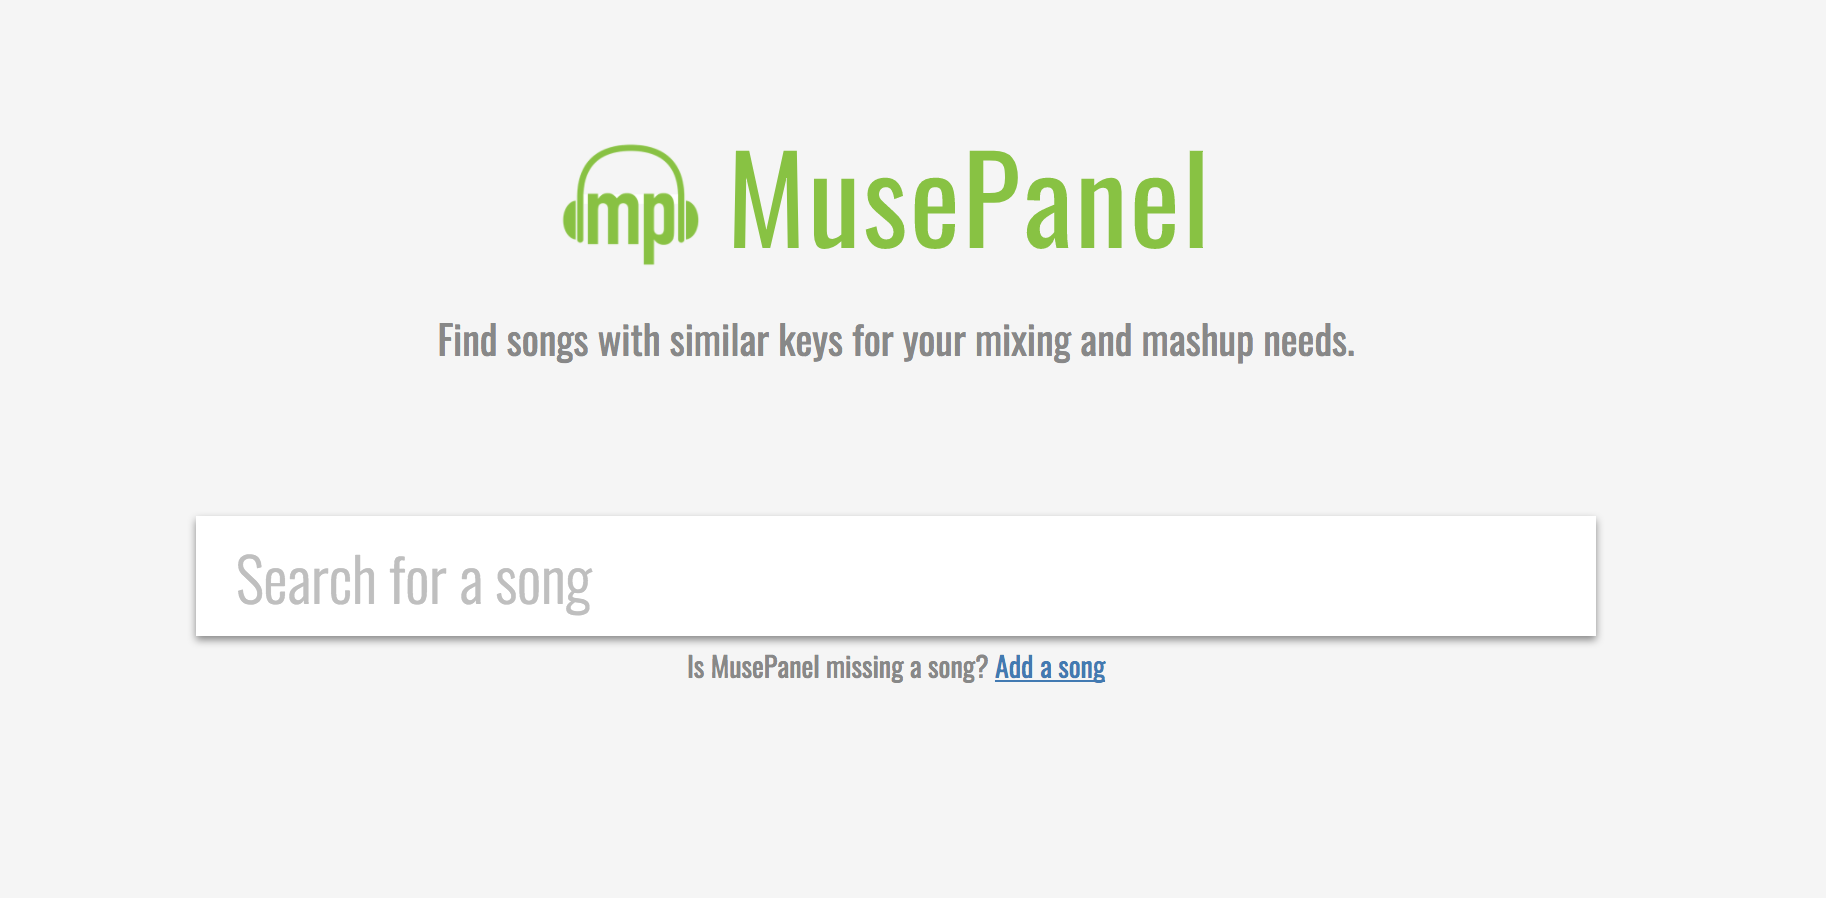 mp MusePanel
Find songs with similar keys for your mixing and mashup needs.
Search for a song
Is MusePanel missing a song? Add a song